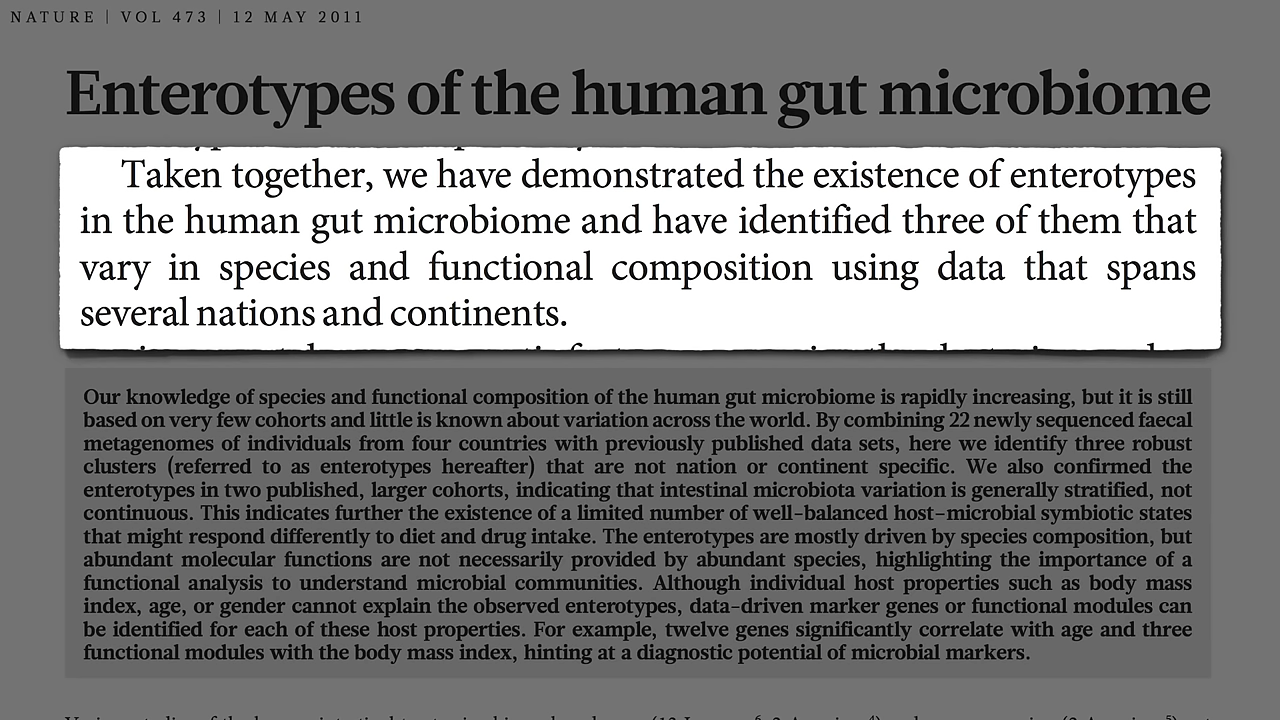 NATURE | VOL 473 | 12 MAY 2011
Enterotypes of the human gut microbiome
Taken together, we have demonstrated the existence of enterotypes
in the human gut microbiome and have identified three of them that
vary in species and functional composition using data that spans
several nations and continents.
Our knowledge of species and functional composition of the human gut microbiome is rapidly increasing, but it is still
based on very few cohorts and little is known about variation across the world. By combining 22 newly sequenced faecal
metagenomes of individuals from four countries with previously published data sets, here we identify three robust
clusters (referred to as enterotypes hereafter) that are not nation or continent specific. We also confirmed the
enterotypes in two published, larger cohorts, indicating that intestinal microbiota variation is generally stratified, not
continuous. This indicates further the existence of a limited number of well-balanced host–microbial symbiotic states
that might respond differently to diet and drug intake. The enterotypes are mostly driven by species composition, but
abundant molecular functions are not necessarily provided by abundant species, highlighting the importance of a
functional analysis to understand microbial communities. Although individual host properties such as body mass
index, age, or gender cannot explain the observed enterotypes, data-driven marker genes or functional modules can
be identified for each of these host properties. For example, twelve genes significantly correlate with age and three
functional modules with the body mass index, hinting at a diagnostic potential of microbial markers.